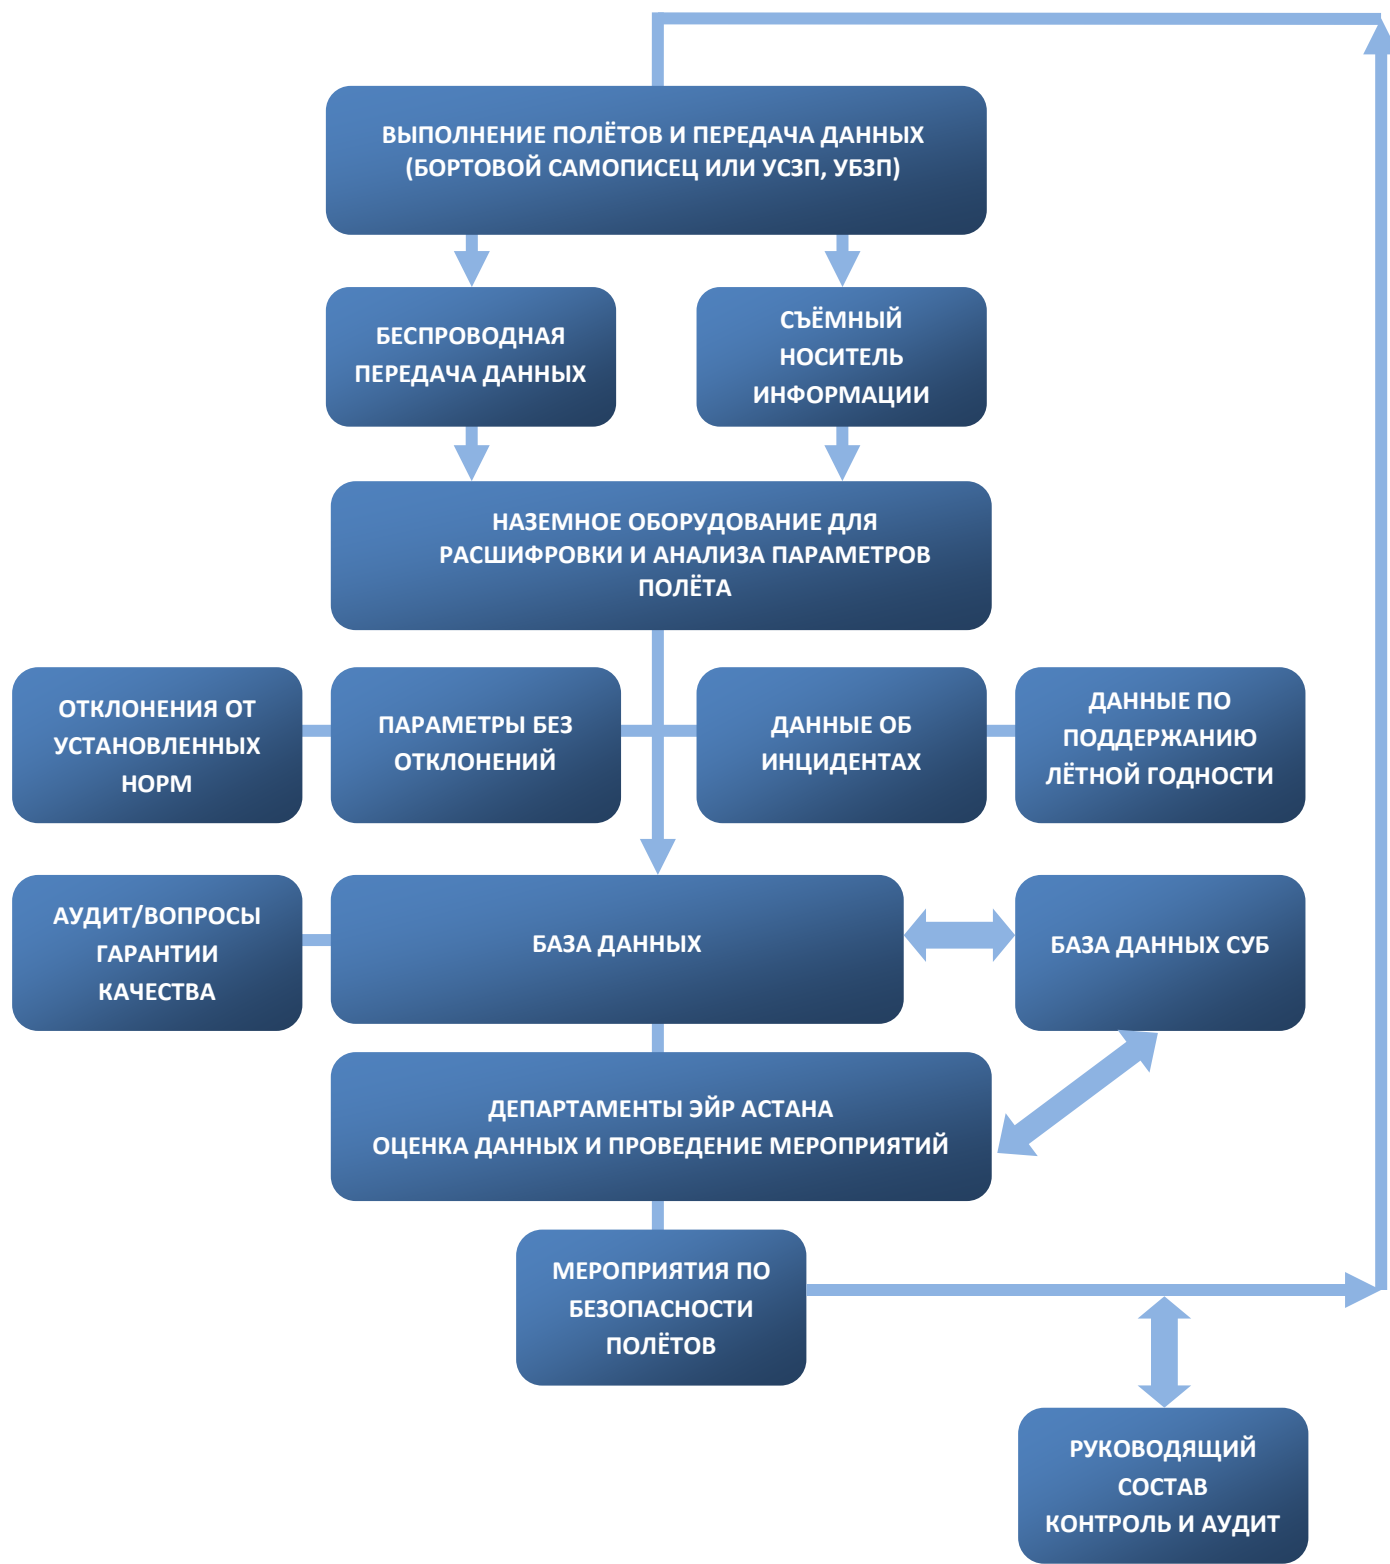 ВЫПОЛНЕНИЕ ПОЛЁТОВ И ПЕРЕДАЧА ДАННЫХ
(БОРТОВОЙ САМОПИСЕЦ ИЛИ УСЗП, УБЗП)
БЕСПРОВОДНАЯ
ПЕРЕДАЧА ДАННЫХ
СЪЁМНЫЙ
НОСИТЕЛЬ
ИНФОРМАЦИИ
НАЗЕМНОЕ ОБОРУДОВАНИЕ ДЛЯ
РАСШИФРОВКИ И АНАЛИЗА ПАРАМЕТРОВ
ПОЛЁТА
ОТКЛОНЕНИЯ ОТ
УСТАНОВЛЕННЫХ
НОРМ
ПАРАМЕТРЫ БЕЗ
ОТКЛОНЕНИЙ
ДАННЫЕ ОБ
ИНЦИДЕНТАХ
ДАННЫЕ ПО
ПОДДЕРЖАНИЮ
ЛЁТНОЙ ГОДНОСТИ
АУДИТ/ВОПРОСЫ
ГАРАНТИИ
КАЧЕСТВА
БАЗА ДАННЫХ
БАЗА ДАННЫХ СУБ
ДЕПАРТАМЕНТЫ ЭЙР АСТАНА
ОЦЕНКА ДАННЫХ И ПРОВЕДЕНИЕ МЕРОПРИЯТИЙ
МЕРОПРИЯТИЯ ПО
БЕЗОПАСНОСТИ
ПОЛЁТОВ
РУКОВОДЯЩИЙ
СОСТАВ
КОНТРОЛЬ И АУДИТ